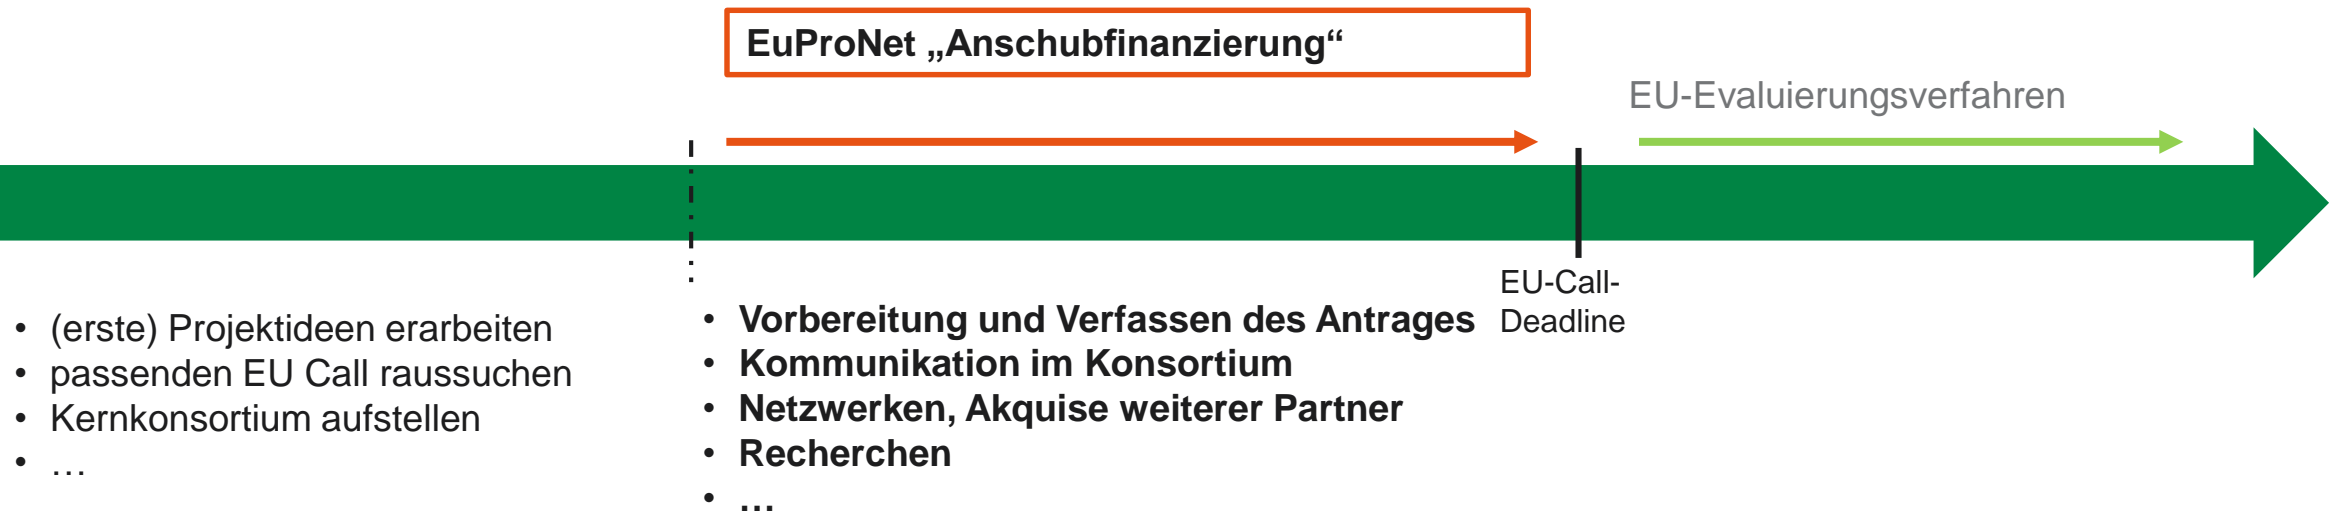 EuProNet „Anschubfinanzierung“
EU-Evaluierungsverfahren
EU-Call-
Deadline
• (erste) Projektideen erarbeiten
• passenden EU Call raussuchen
• Kernkonsortium aufstellen
• …
• Vorbereitung und Verfassen des Antrages
• Kommunikation im Konsortium
• Netzwerken, Akquise weiterer Partner
• Recherchen
• …